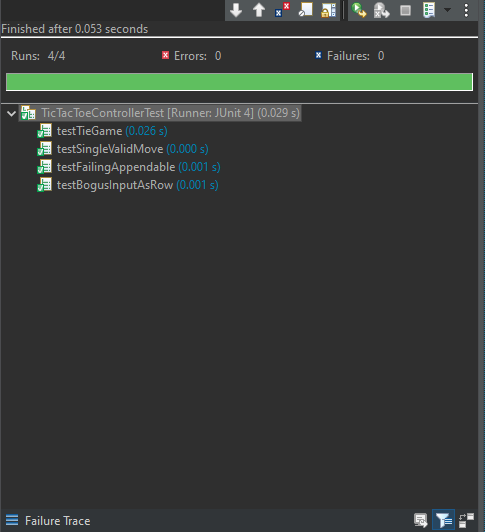 Finished after 0.053 seconds
Runs: 4/4 Errors: 0 Failures: 0
TicTacToeControllerTest [Runner: JUnit 4] (0.029 s)
testTieGame (0.026 s)
testSingleValidMove (0.000 s)
testFailingAppendable (0.001 s)
testBogusInputAsRow (0.001 s)
Failure Trace